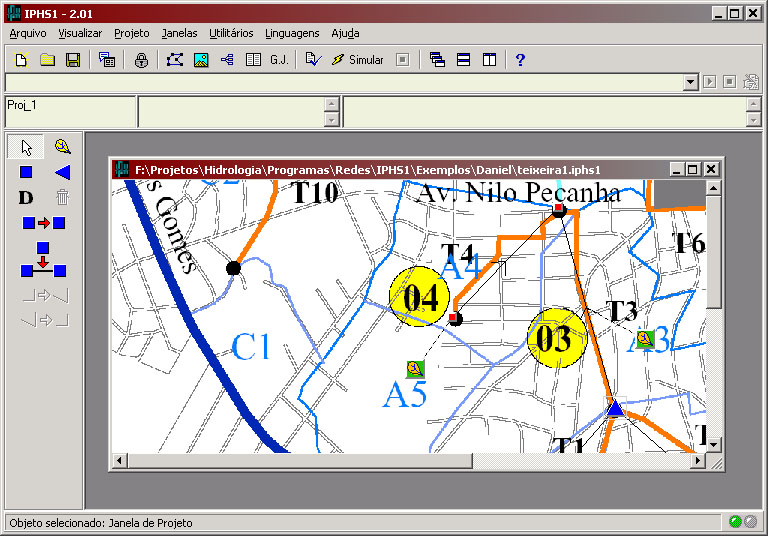 IPHS1 - 2.01
Arquivo Visualizar Projeto Janelas Utilitários Linguagens Ajuda
G.J. Simular ?
Proj_1
D
F:\Projetos\Hidrologia\Programas\Redes\IPHS1\Exemplos\Daniel\teixeira1.iphs1
s Gomes
T10
Av. Nilo Peçanha
T6
T4
A4
04
T3
03
C1
A3
A5
T1
Objeto selecionado: Janela de Projeto